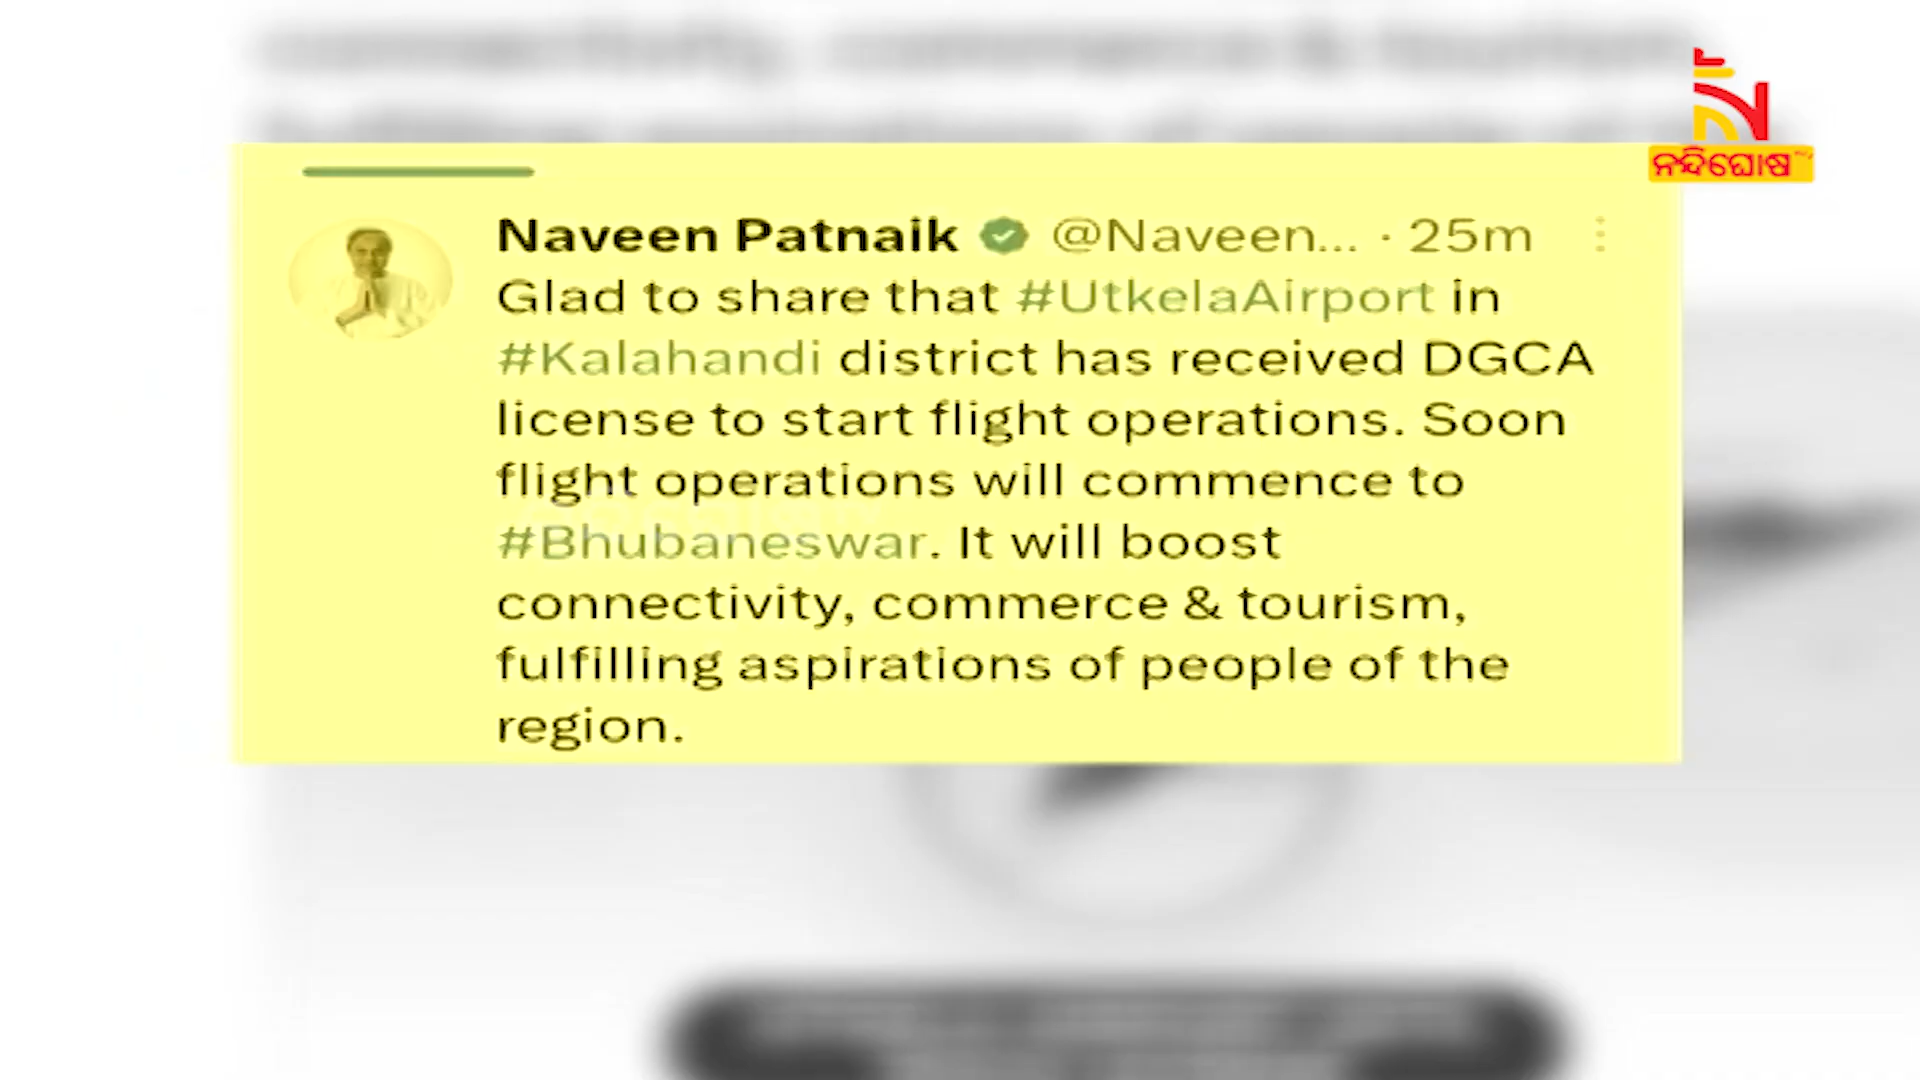 ନନ୍ଦିଘୋଷ
Naveen Patnaik @Naveen... · 25m
Glad to share that #UtkelaAirport in
#Kalahandi district has received DGCA
license to start flight operations. Soon
flight operations will commence to
#Bhubaneswar. It will boost
connectivity, commerce & tourism,
fulfilling aspirations of people of the
region.